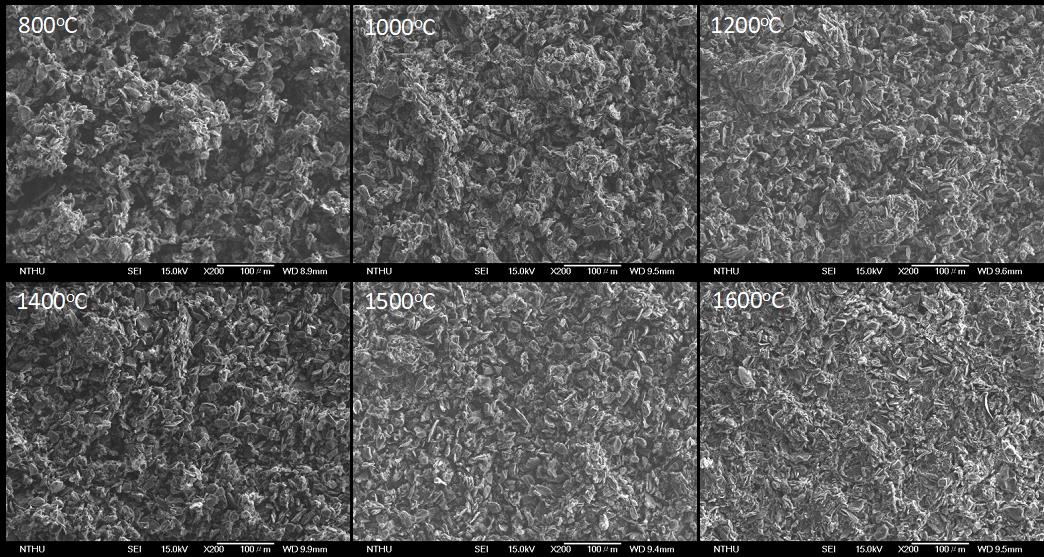 800°C
1000°C
1200°C
NTHU SEI 15.0kV X200 100μm WD 8.9mm
NTHU SEI 15.0kV X200 100μm WD 9.5mm
NTHU SEI 15.0kV X200 100μm WD 9.6mm
1400°C
1500°C
1600°C
NTHU SEI 15.0kV X200 100μm WD 9.9mm
NTHU SEI 15.0kV X200 100μm WD 9.4mm
NTHU SEI 15.0kV X200 100μm WD 9.5mm